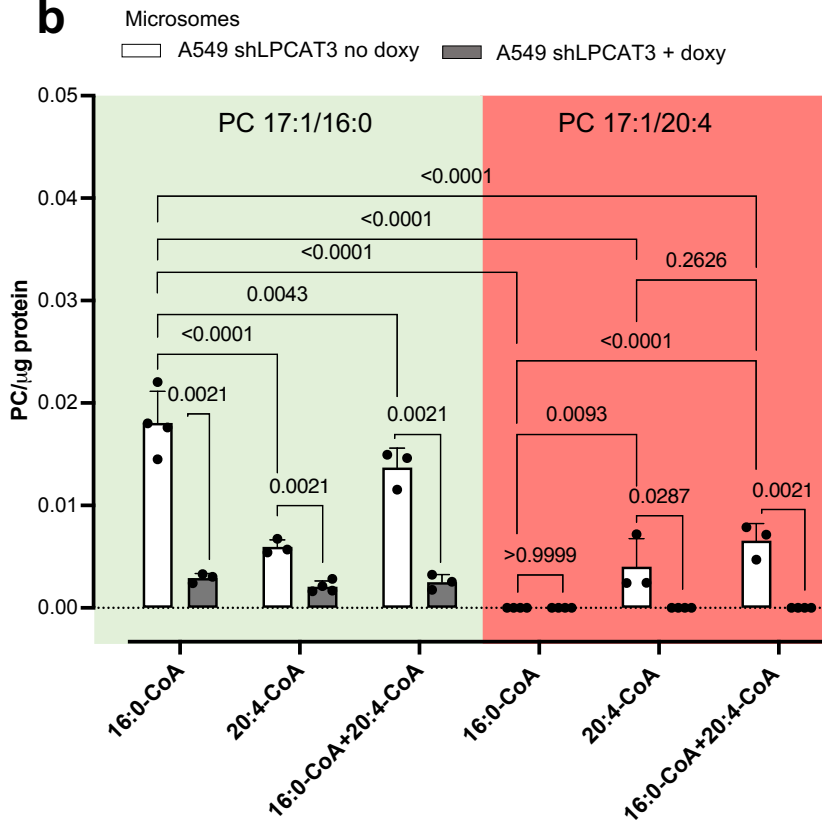 b
Microsomes
A549 shLPCAT3 no doxy
A549 shLPCAT3 + doxy
PC 17:1/16:0
PC 17:1/20:4
PC/µg protein
0.05
0.04
0.03
0.02
0.01
0.00
<0.0001
<0.0001
0.2626
<0.0001
0.0043
<0.0001
<0.0001
0.0021
0.0021
0.0093
0.0021
0.0287
0.0021
>0.9999
16:0-CoA
20:4-CoA
16:0-CoA+20:4-CoA
16:0-CoA
20:4-CoA
16:0-CoA+20:4-CoA